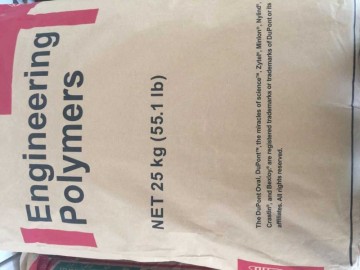 Engineering
Polymers
NET 25 kg (55.1 lb)
The DuPont Oval, DuPont™, the miracles of science™, Zytel®, Minlon®, Nylind®,
Crastin®, and Bexloy®, are registered trademarks or trademarks of DuPont or its
affiliates. All rights reserved.